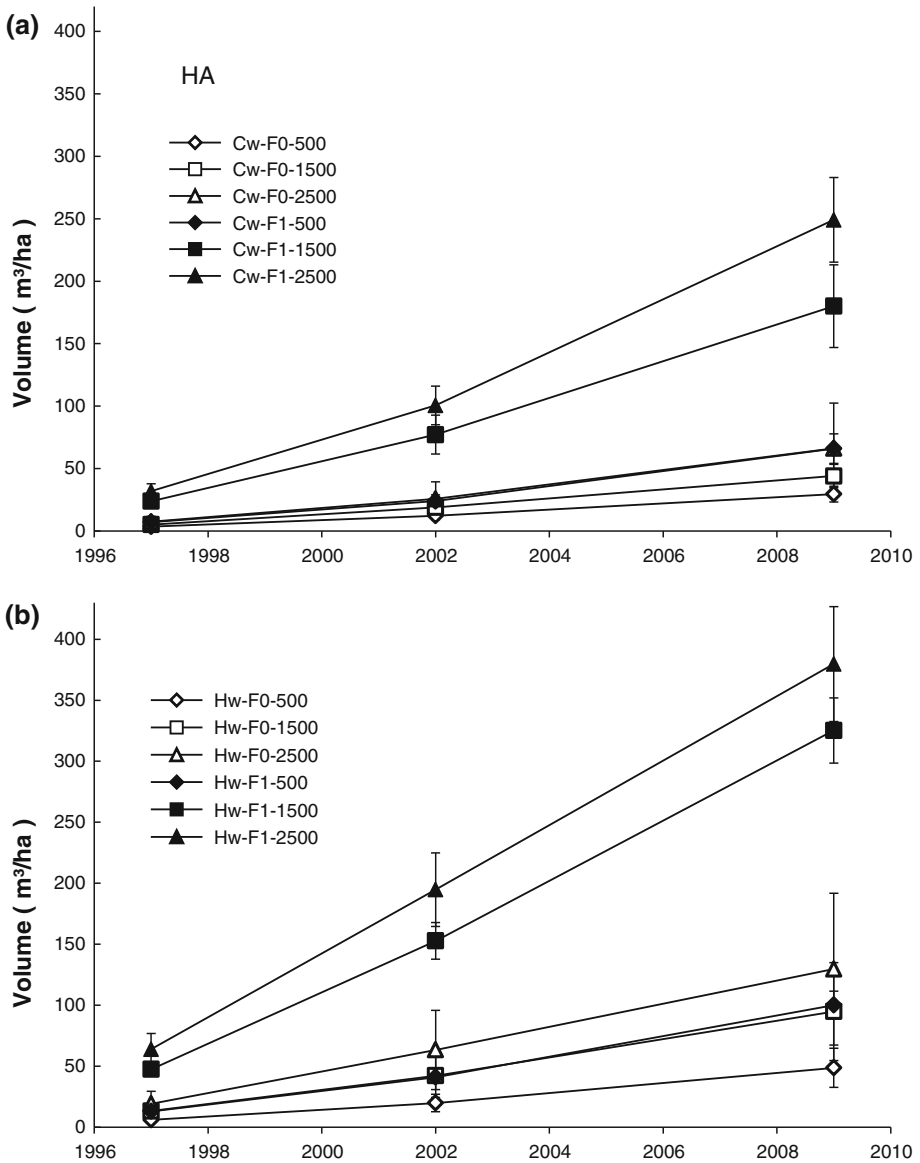 (a)
HA
Cw-F0-500
Cw-F0-1500
Cw-F0-2500
Cw-F1-500
Cw-F1-1500
Cw-F1-2500
Volume ( m³/ha )
400
350
300
250
200
150
100
50
0
1996 1998 2000 2002 2004 2006 2008 2010
(b)
Hw-F0-500
Hw-F0-1500
Hw-F0-2500
Hw-F1-500
Hw-F1-1500
Hw-F1-2500
Volume ( m³/ha )
400
350
300
250
200
150
100
50
0
1996 1998 2000 2002 2004 2006 2008 2010